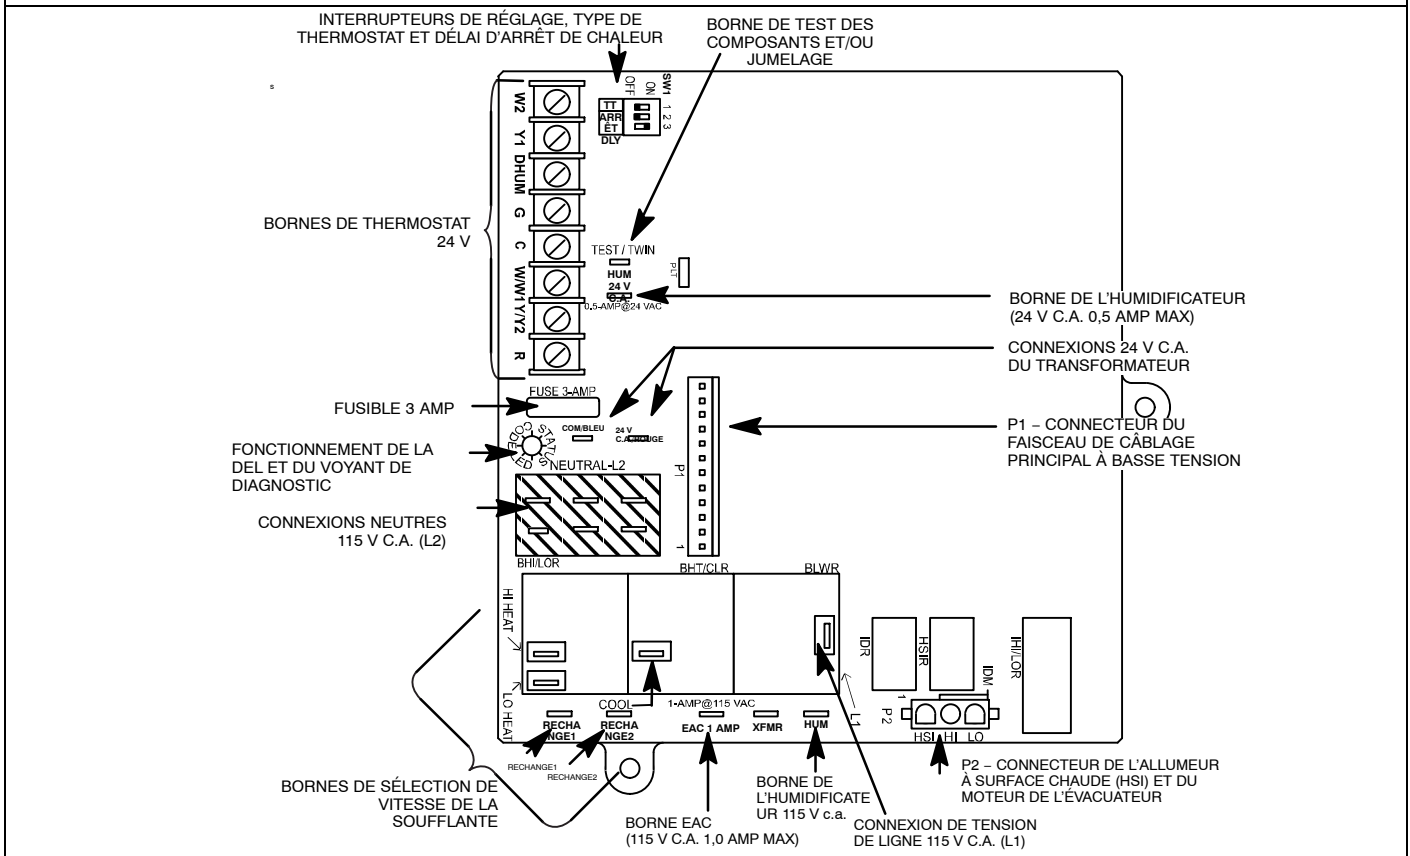 INTERRUPTEURS DE RÉGLAGE, TYPE DE
THERMOSTAT ET DÉLAI D'ARRÊT DE CHALEUR
BORNE DE TEST DES
COMPOSANTS ET/OU
JUMELAGE
s
SW1
ON
OFF
1 2 3
TT
ARR
ÊT
DLY
W2
Y1
DHUM
G
C
W/W1
Y/Y2
R
BORNES DE THERMOSTAT
24 V
TEST / TWIN
HUM
24 V
C.A.
0.5-AMP@24 VAC
PLT
BORNE DE L'HUMIDIFICATEUR
(24 V C.A. 0,5 AMP MAX)
CONNEXIONS 24 V C.A.
DU TRANSFORMATEUR
FUSE 3-AMP
FUSIBLE 3 AMP
COM/BLEU
24 V
C.A. ROUGE
P1 – CONNECTEUR DU
FAISCEAU DE CÂBLAGE
PRINCIPAL À BASSE TENSION
STATUS
CODE
LED
FONCTIONNEMENT DE LA
DEL ET DU VOYANT DE
DIAGNOSTIC
NEUTRAL-L2
P1
1
CONNEXIONS NEUTRES
115 V C.A. (L2)
BHI/LOR
BHT/CLR
BLWR
HI HEAT
LO HEAT
COOL
1-AMP@115 VAC
L1
IDR
HSIR
IDM
IHI/LOR
1
P2
HSI HI LO
RECHA
NGE1
RECHA
NGE2
EAC 1 AMP
XFMR
HUM
RECHANGE1
RECHANGE2
BORNES DE SÉLECTION DE
VITESSE DE LA
SOUFFLANTE
BORNE EAC
(115 V C.A. 1,0 AMP MAX)
BORNE DE
L'HUMIDIFICATE
UR 115 V c.a.
CONNEXION DE TENSION
DE LIGNE 115 V C.A. (L1)
P2 – CONNECTEUR DE L'ALLUMEUR
À SURFACE CHAUDE (HSI) ET DU
MOTEUR DE L'ÉVACUATEUR